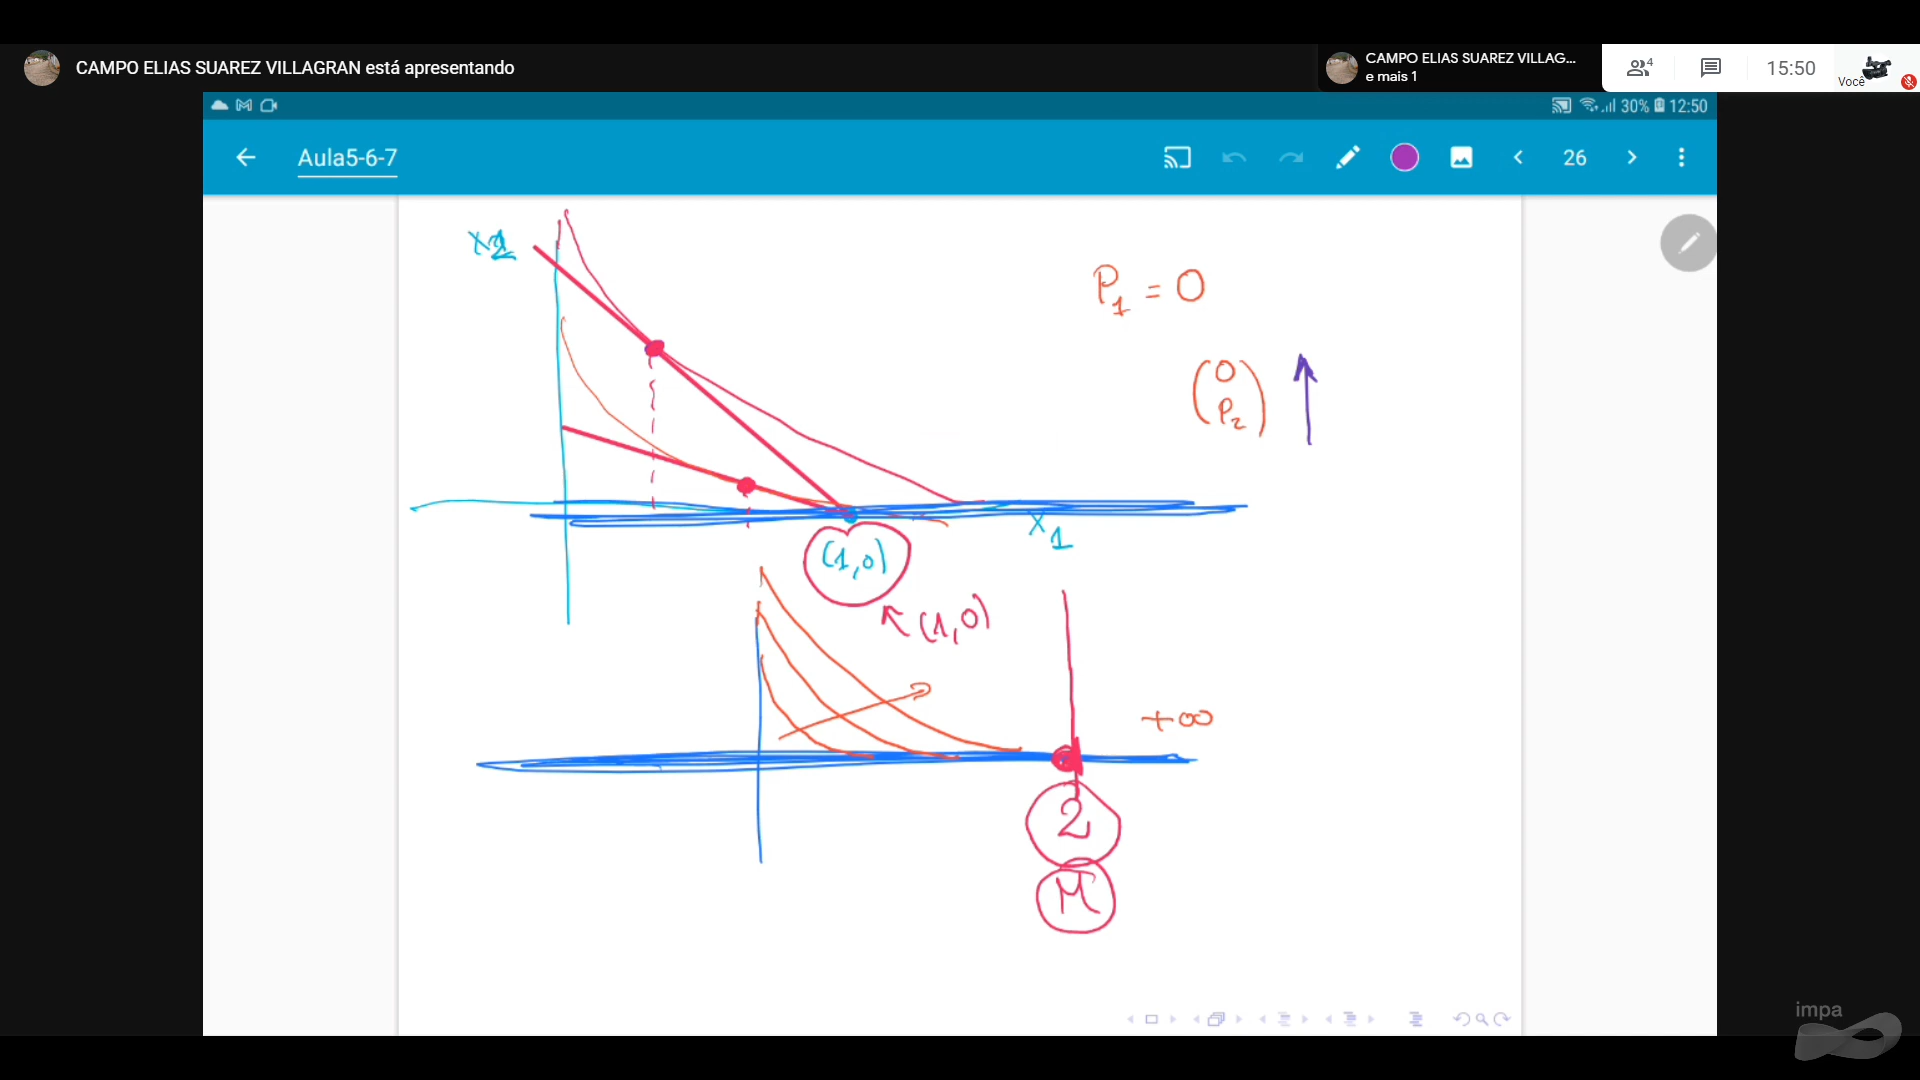 CAMPO ELIAS SUAREZ VILLAGRAN está apresentando
CAMPO ELIAS SUAREZ VILLAG...
e mais 1
4
15:50
Você
30% 12:50
Aula5-6-7
26
x2
P1 = 0
(0
P2)
x1
(1,0)
(1,0)
+∞
2
M
impa